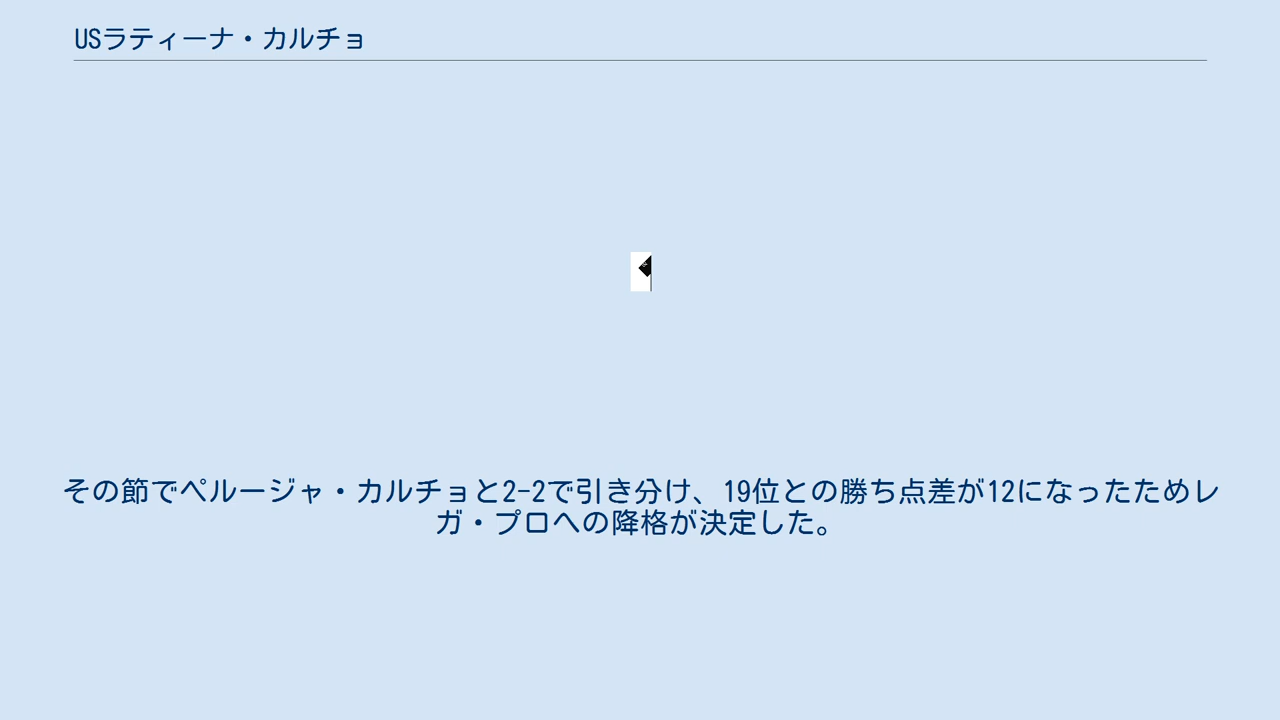 USラティーナ・カルチョ
その節でペルージャ・カルチョと2-2で引き分け、19位との勝ち点差が12になったためレ
ガ・プロへの降格が決定した。